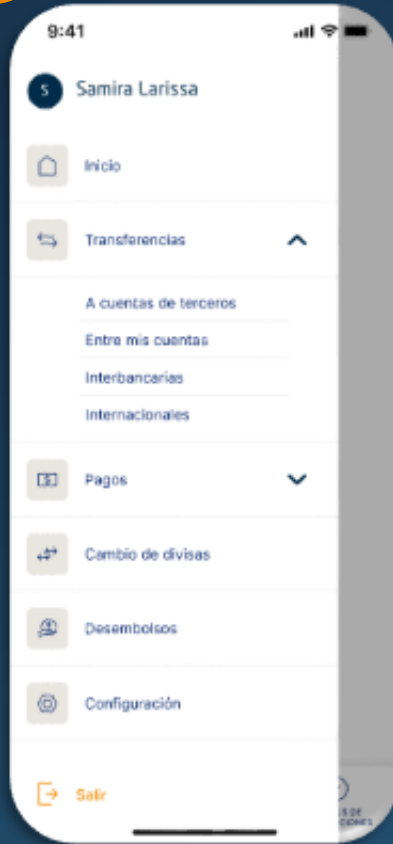 9:41
S
Samira Larissa
Inicio
Transferencias
A cuentas de terceros
Entre mis cuentas
Interbancarias
Internacionales
Pagos
Cambio de divisas
Desembolsos
Configuración
Salir